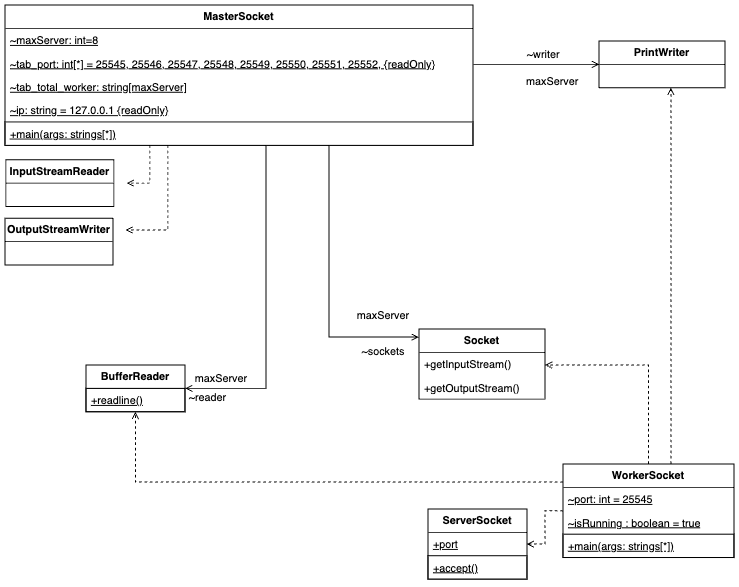 MasterSocket
~maxServer: int=8
~tab_port: int[*] = 25545, 25546, 25547, 25548, 25549, 25550, 25551, 25552, {readOnly}
~tab_total_worker: string[maxServer]
~ip: string = 127.0.0.1 {readOnly}
+main(args: strings[*])
~writer
maxServer
PrintWriter
InputStreamReader
OutputStreamWriter
maxServer
~sockets
Socket
+getInputStream()
+getOutputStream()
BufferReader
+readline()
maxServer
~reader
WorkerSocket
~port: int = 25545
~isRunning : boolean = true
+main(args: strings[*])
ServerSocket
+port
+accept()